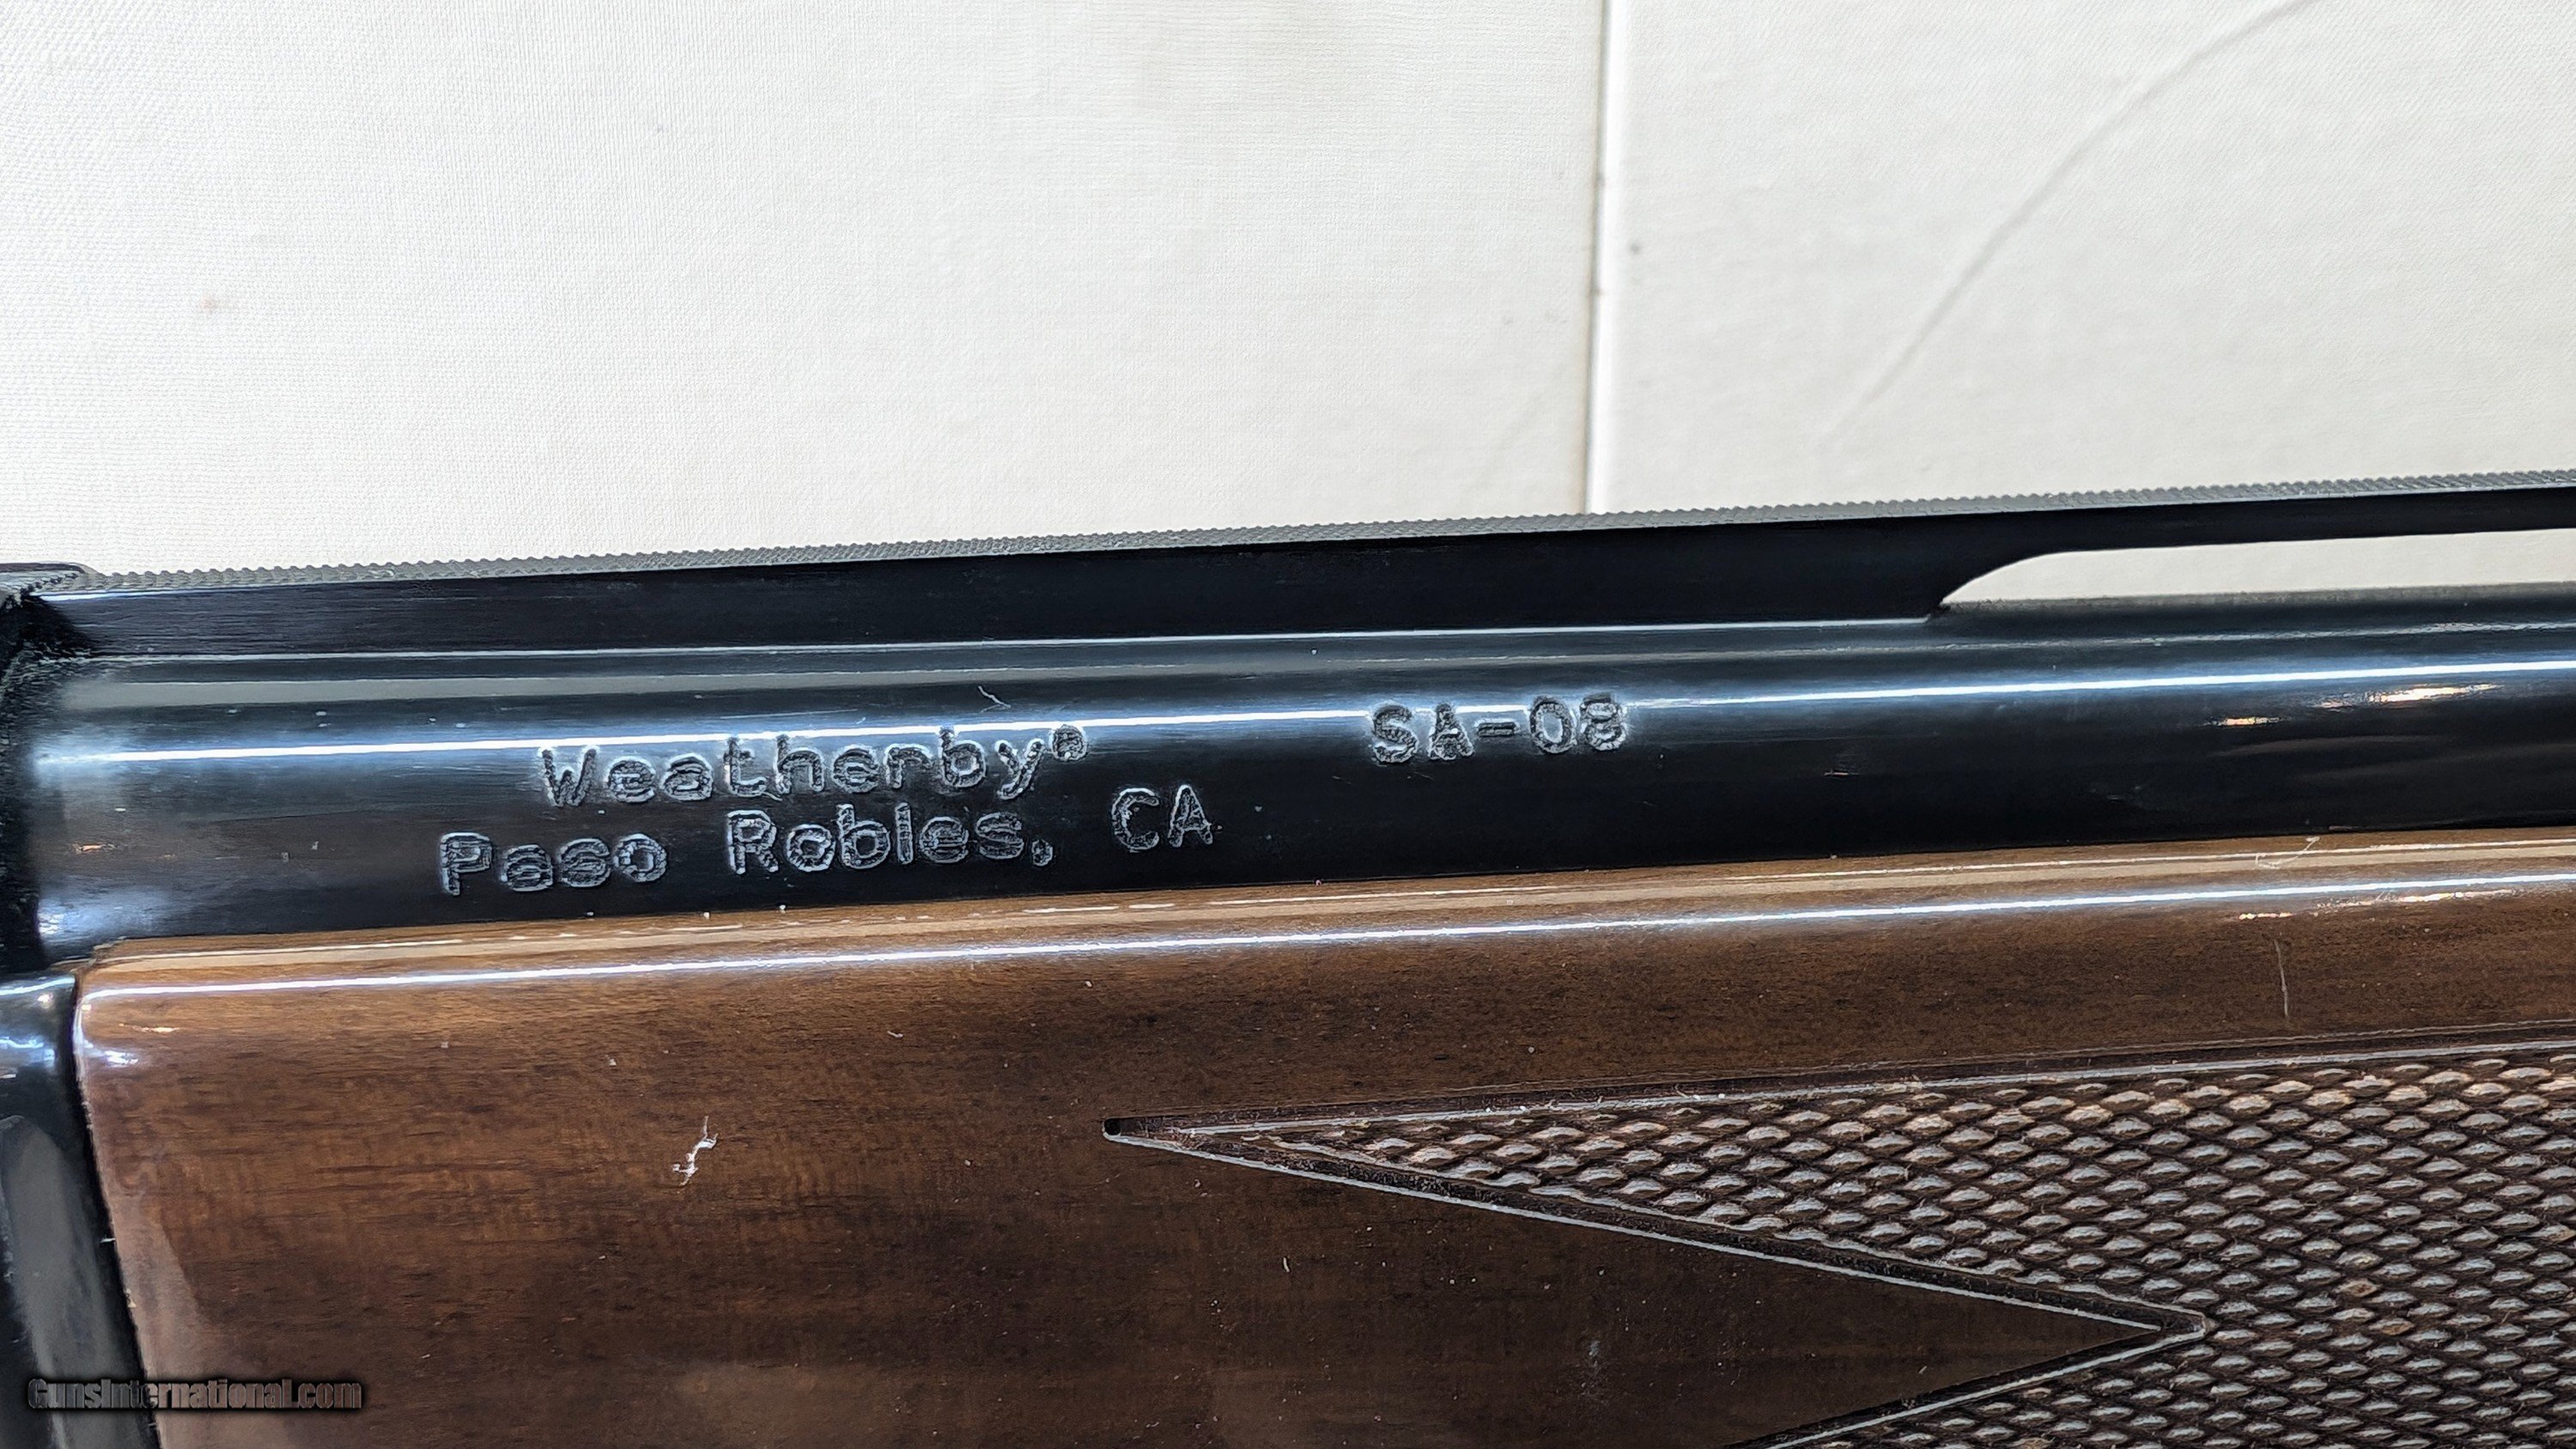 Weatherby® SA-08
Paso Robles, CA
GunsInternational.com